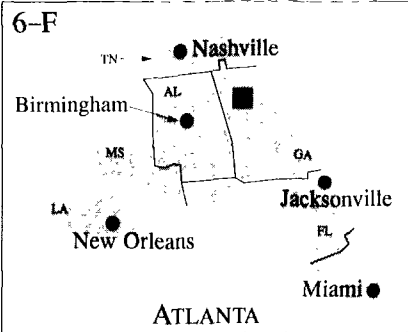 6–F
TN
Nashville
AL
Birmingham
MS
GA
Jacksonville
LA
New Orleans
FL
Miami
ATLANTA